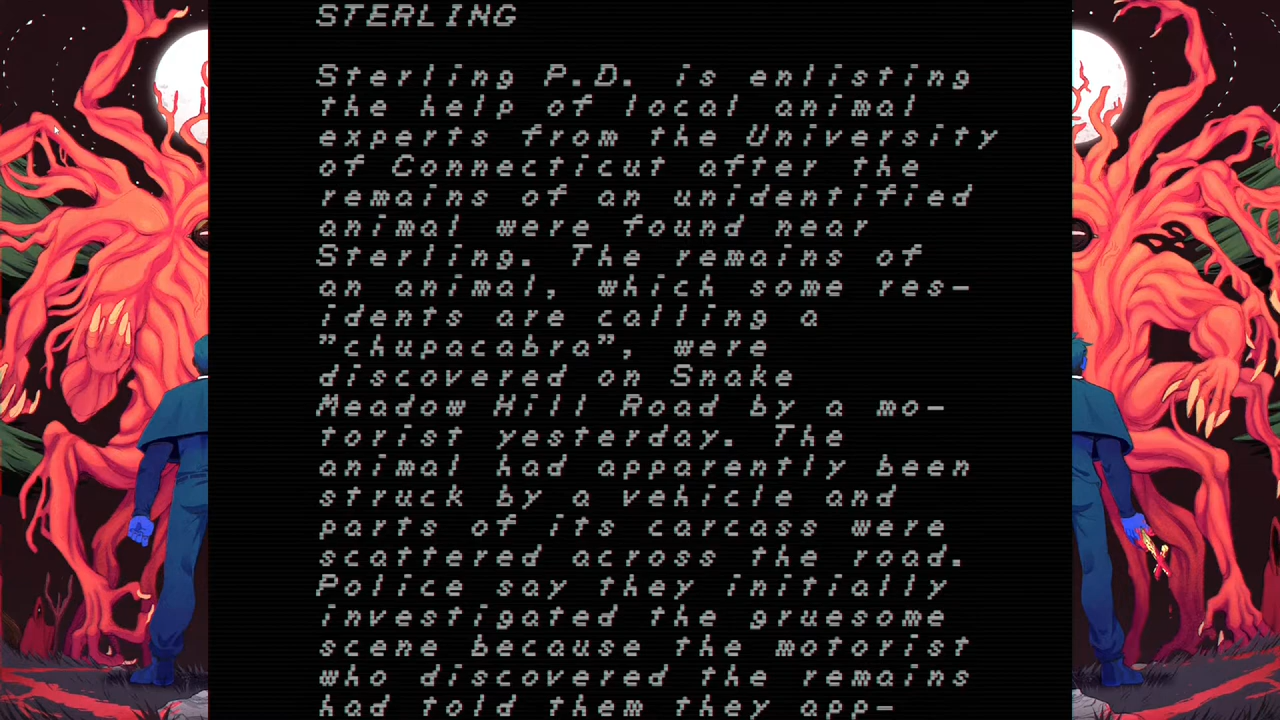 STERLING
Sterling P.D. is enlisting
the help of local animal
experts from the University
of Connecticut after the
remains of an unidentified
animal were found near
Sterling. The remains of
an animal, which some res-
idents are calling a
"chupacabra", were
discovered on Snake
Meadow Hill Road by a mo-
torist yesterday. The
animal had apparently been
struck by a vehicle and
parts of its carcass were
scattered across the road.
Police say they initially
investigated the gruesome
scene because the motorist
who discovered the remains
had told them they app-